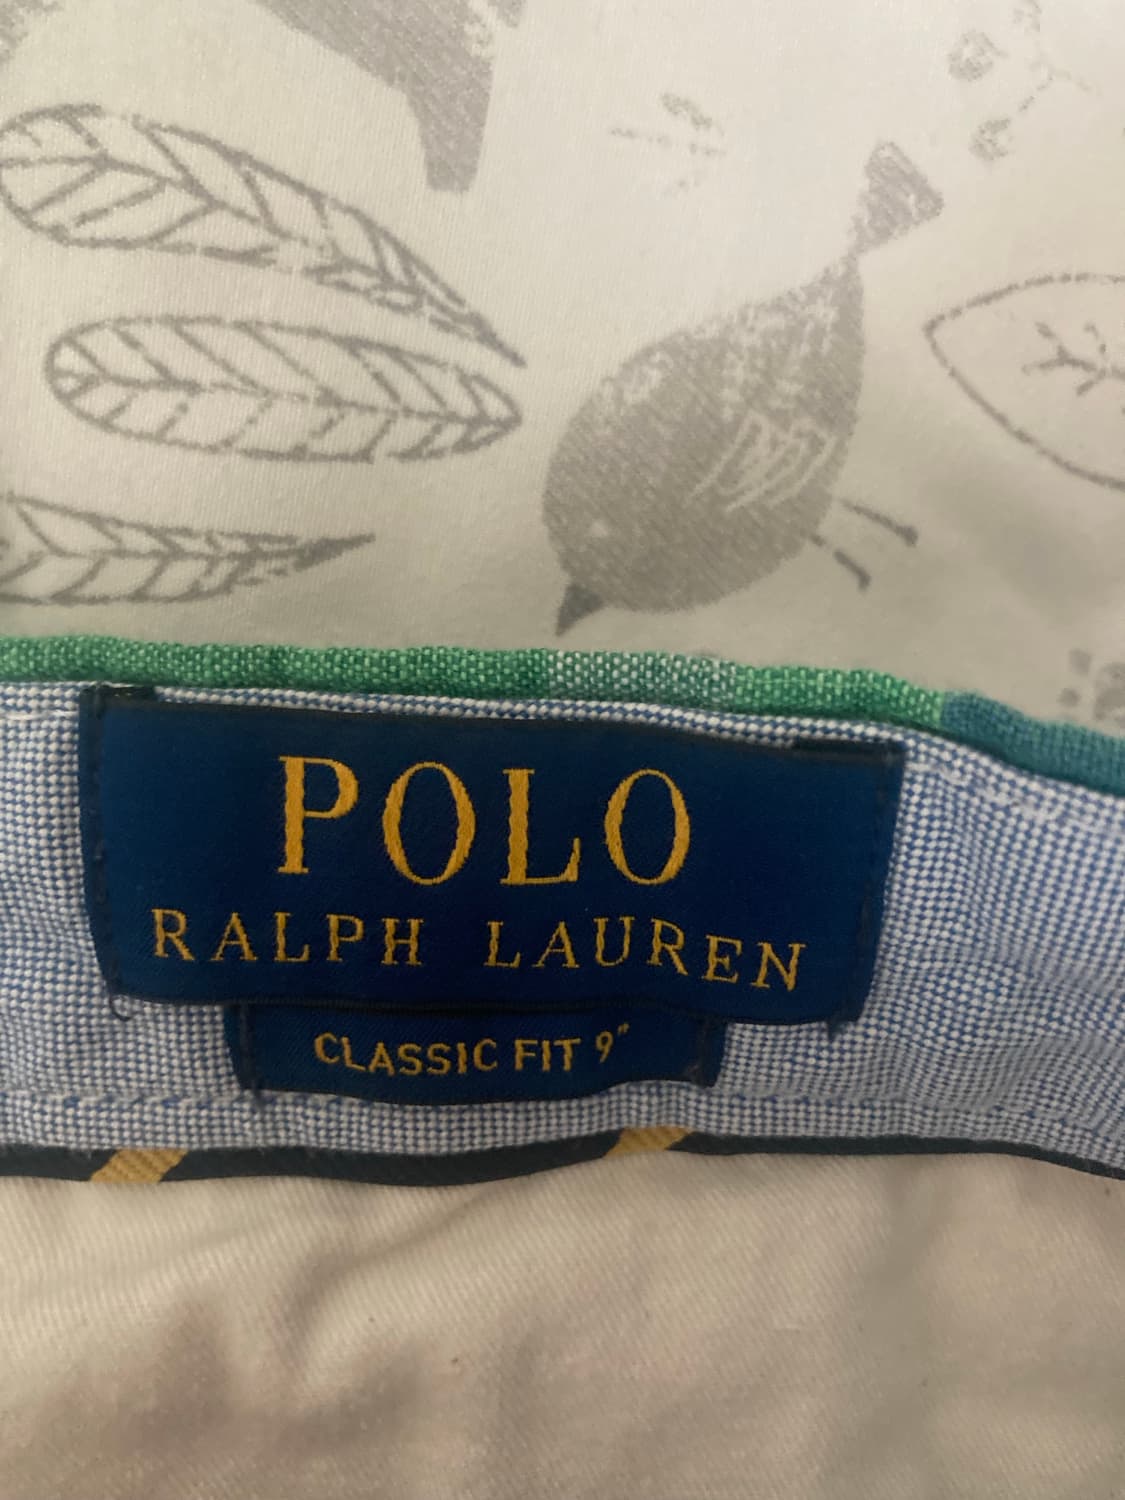 POLO
RALPH LAUREN
CLASSIC FIT 9"